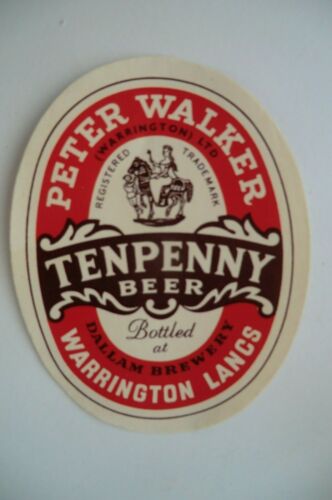 PETER WALKER
(WARRINGTON) LTD
REGISTERED TRADE MARK
TENPENNY
BEER
Bottled
at
DALLAM BREWERY
WARRINGTON LANCS